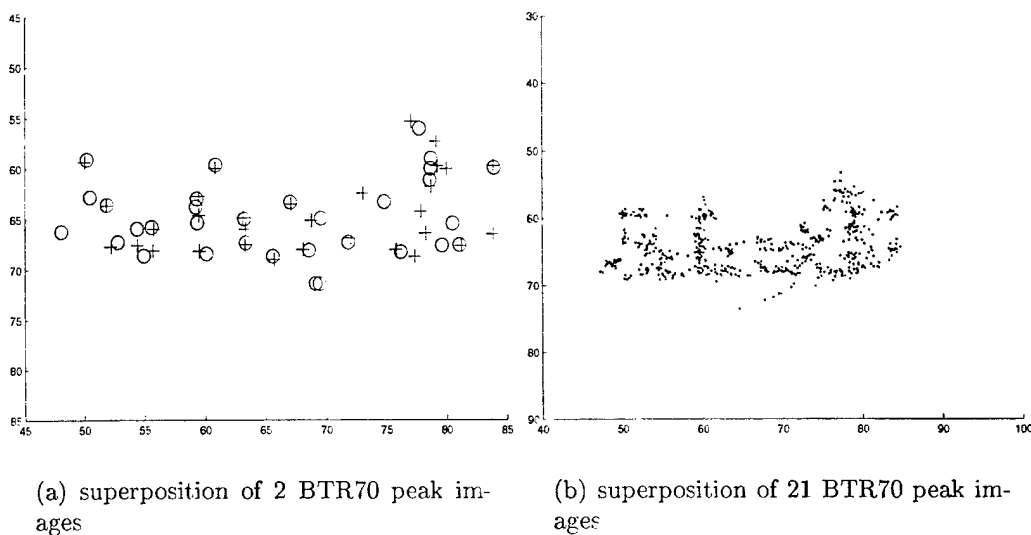 45
50
55
60
65
70
75
80
85
45 50 55 60 65 70 75 80 85
30
40
50
60
70
80
90
40 50 60 70 80 90 100
(a) superposition of 2 BTR70 peak im-
ages
(b) superposition of 21 BTR70 peak im-
ages